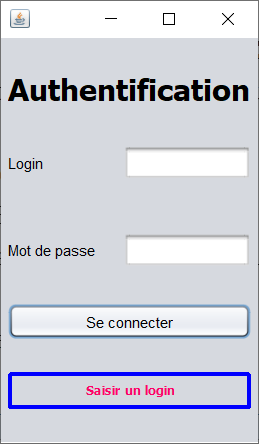 Authentification
Login
Mot de passe
Se connecter
Saisir un login